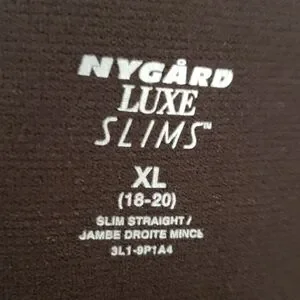 NYGÅRD
LUXE
SLIMS™
XL
(18-20)
SLIM STRAIGHT /
JAMBE DROITE MINCE
3L1-9P1A4